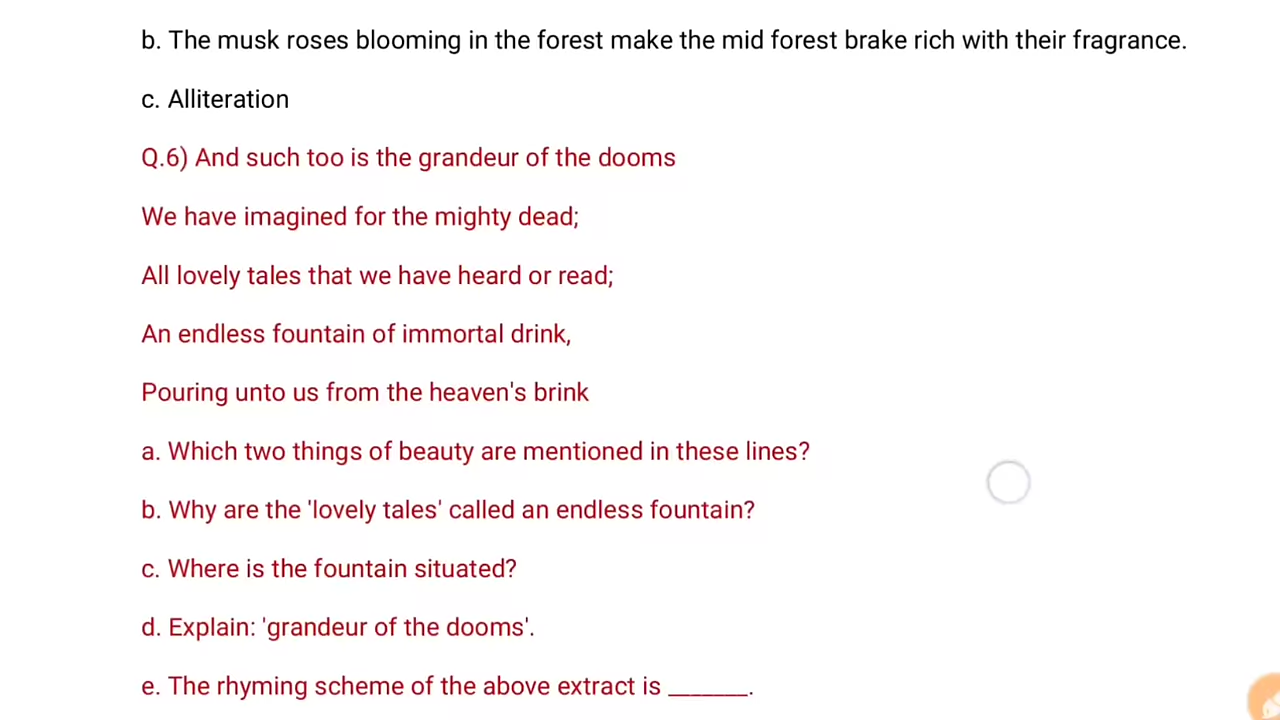 b. The musk roses blooming in the forest make the mid forest brake rich with their fragrance.
c. Alliteration
Q.6) And such too is the grandeur of the dooms
We have imagined for the mighty dead;
All lovely tales that we have heard or read;
An endless fountain of immortal drink,
Pouring unto us from the heaven's brink
a. Which two things of beauty are mentioned in these lines?
b. Why are the 'lovely tales' called an endless fountain?
c. Where is the fountain situated?
d. Explain: 'grandeur of the dooms'.
e. The rhyming scheme of the above extract is _______.